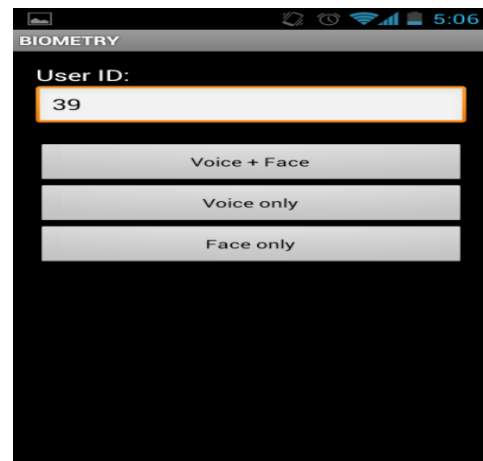 5:06
BIOMETRY
User ID:
39
Voice + Face
Voice only
Face only